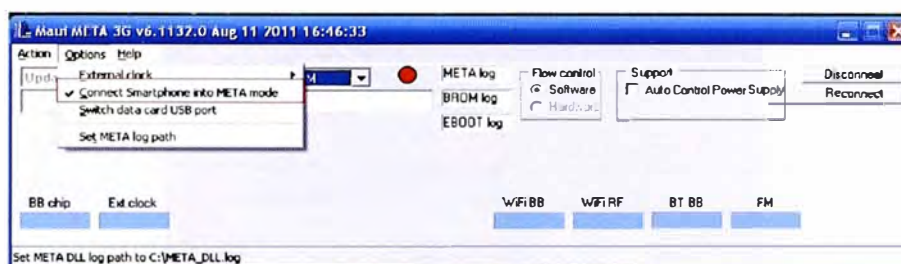 Maui META 3G v6.1132.0 Aug 11 2011 16:46:33
Action Options Help
External clock
Connect Smartphone into META mode
Switch data card USB port
Set META log path
META log
BROM log
EBOOT log
Flow control
Software
Hardware
Support
Auto Control Power Supply
Disconnect
Reconnect
BB chip Ext clock WiFi BB WiFi RF BT BB FM
Set META DLL log path to C:\META_DLL.log